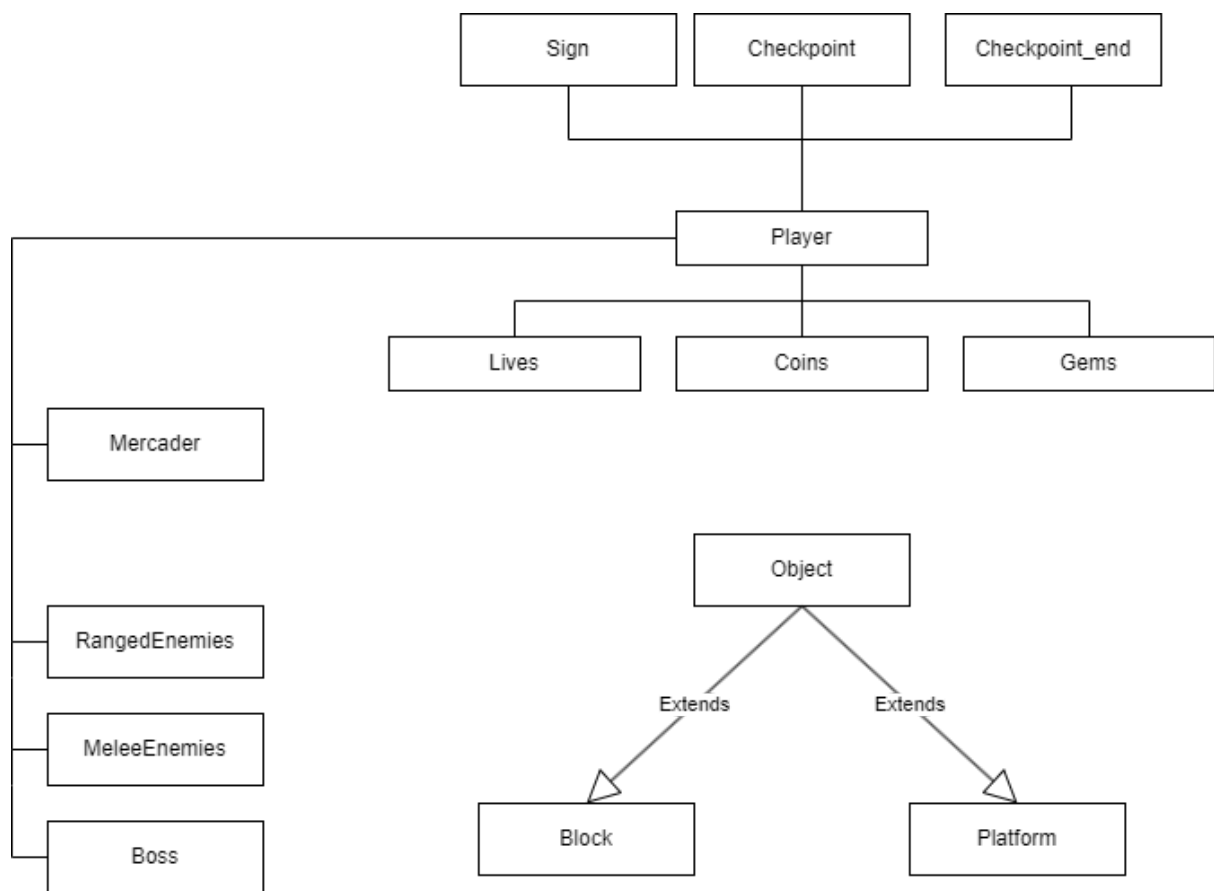 Sign
Checkpoint
Checkpoint_end
Player
Lives
Coins
Gems
Mercader
Object
RangedEnemies
Extends
Extends
MeleeEnemies
Block
Platform
Boss